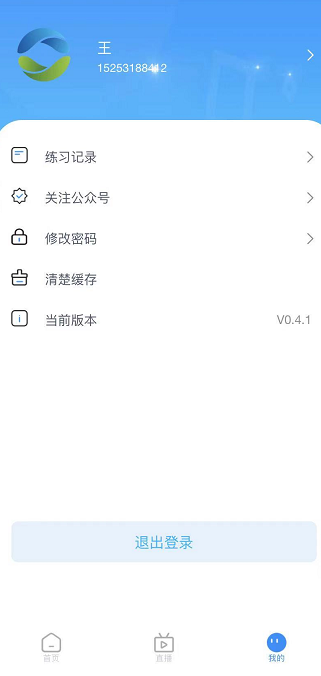 王
15253188412
练习记录
关注公众号
修改密码
清楚缓存
当前版本 V0.4.1
退出登录
首页 直播 我的